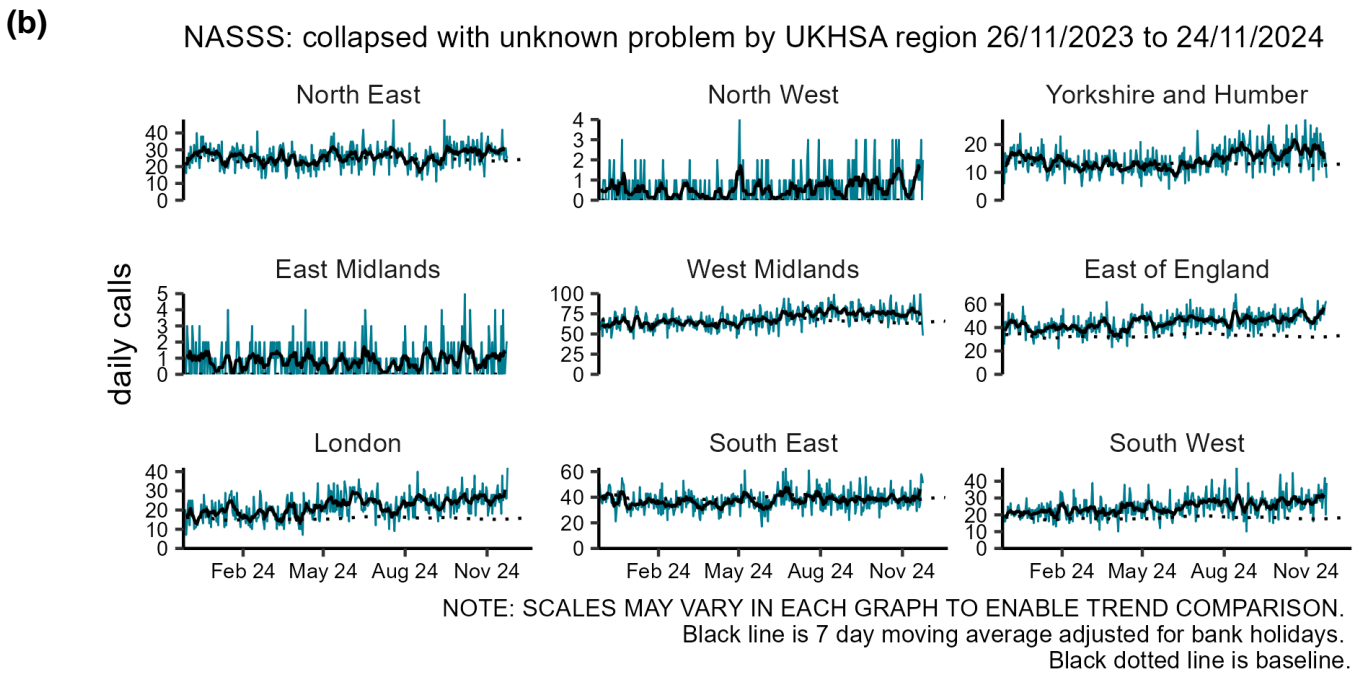 (b)
NASSS: collapsed with unknown problem by UKHSA region 26/11/2023 to 24/11/2024
North East
40
30
20
10
0
North West
4
3
2
1
0
Yorkshire and Humber
20
10
0
daily calls
East Midlands
5
4
3
2
1
0
West Midlands
100
75
50
25
0
East of England
60
40
20
0
London
40
30
20
10
0
Feb 24 May 24 Aug 24 Nov 24
South East
60
40
20
0
Feb 24 May 24 Aug 24 Nov 24
South West
40
30
20
10
0
Feb 24 May 24 Aug 24 Nov 24
NOTE: SCALES MAY VARY IN EACH GRAPH TO ENABLE TREND COMPARISON.
Black line is 7 day moving average adjusted for bank holidays.
Black dotted line is baseline.